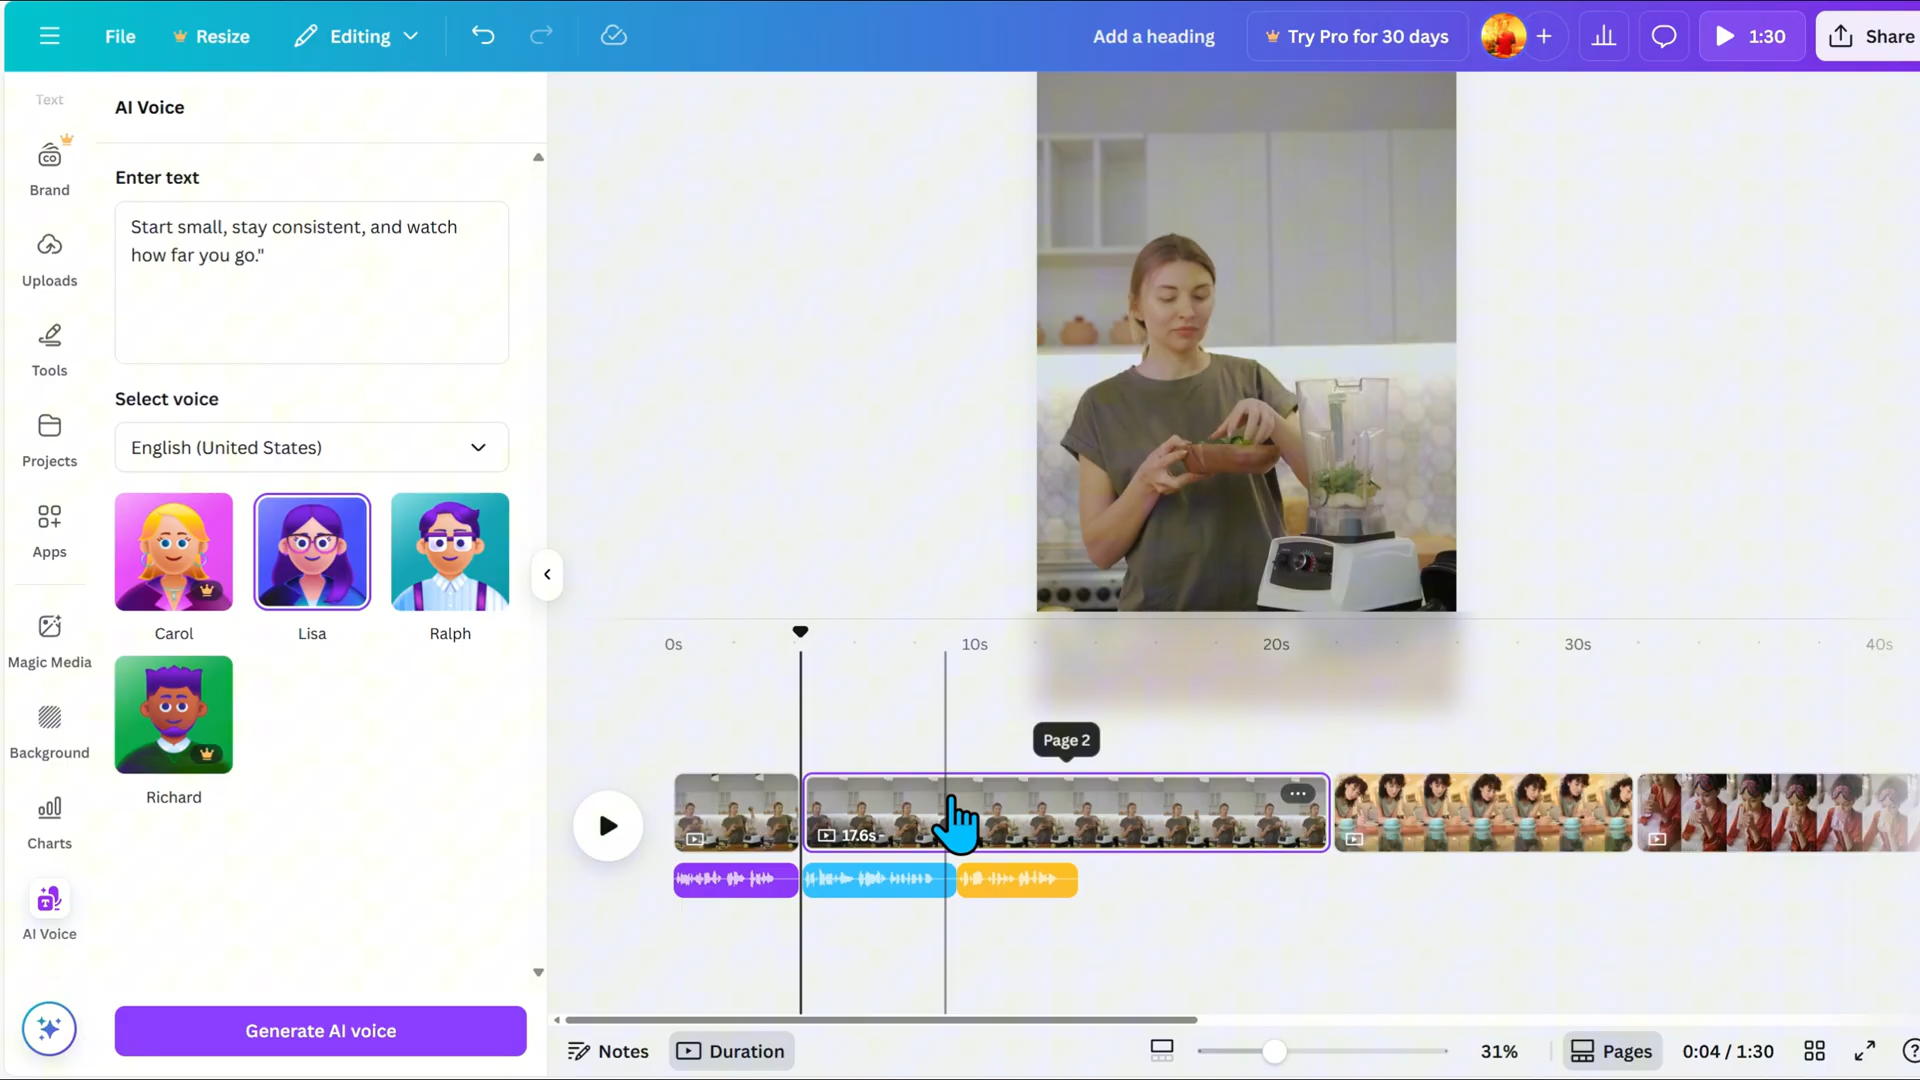 File
Resize
Editing
Add a heading
Try Pro for 30 days
1:30
Share
Text
Brand
Uploads
Tools
Projects
Apps
Magic Media
Background
Charts
AI Voice
AI Voice
Enter text
Start small, stay consistent, and watch
how far you go."
Select voice
English (United States)
Carol
Lisa
Ralph
Richard
Generate AI voice
0s
10s
20s
30s
40s
Page 2
17.6s
Notes
Duration
31%
Pages
0:04 / 1:30